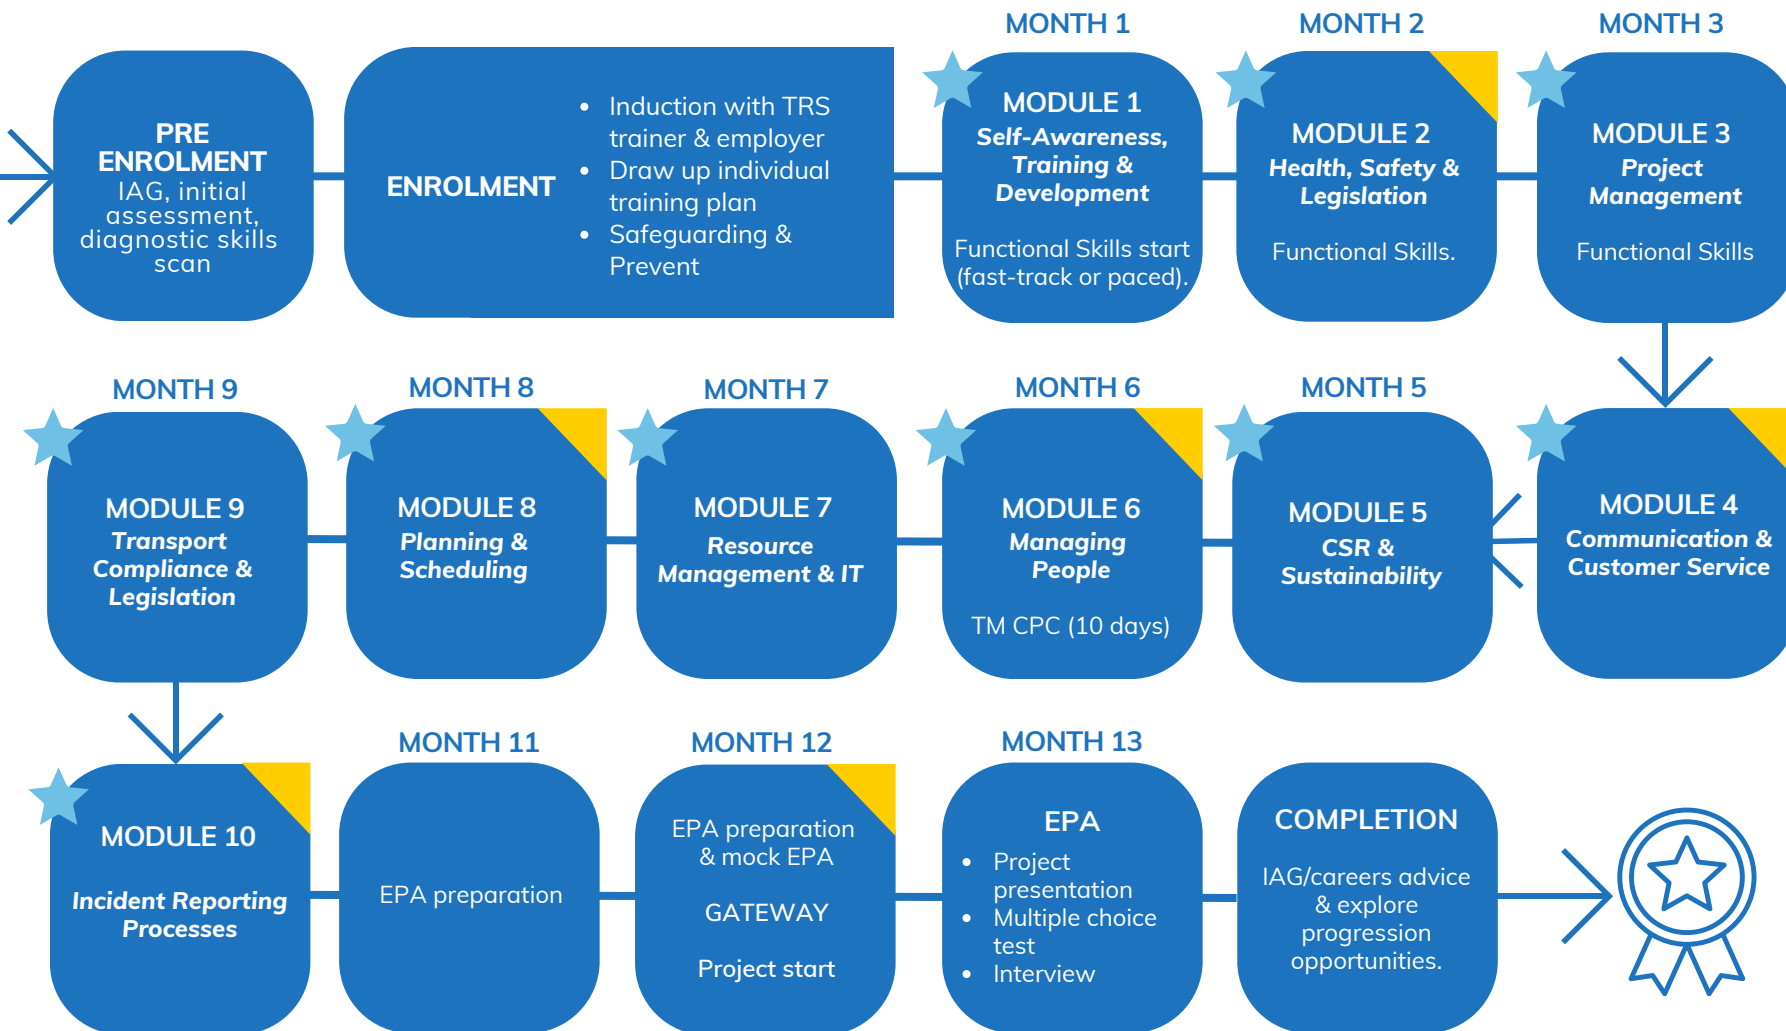 PRE
ENROLMENT
IAG, initial
assessment,
diagnostic skills
scan
ENROLMENT
• Induction with TRS
trainer & employer
• Draw up individual
training plan
• Safeguarding &
Prevent
MONTH 1
MODULE 1
Self-Awareness,
Training &
Development
Functional Skills start
(fast-track or paced).
MONTH 2
MODULE 2
Health, Safety &
Legislation
Functional Skills.
MONTH 3
MODULE 3
Project
Management
Functional Skills
MODULE 4
Communication &
Customer Service
MONTH 5
MODULE 5
CSR &
Sustainability
MONTH 6
MODULE 6
Managing
People
TM CPC (10 days)
MONTH 7
MODULE 7
Resource
Management & IT
MONTH 8
MODULE 8
Planning &
Scheduling
MONTH 9
MODULE 9
Transport
Compliance &
Legislation
MODULE 10
Incident Reporting
Processes
MONTH 11
EPA preparation
MONTH 12
EPA preparation
& mock EPA
GATEWAY
Project start
MONTH 13
EPA
• Project
presentation
• Multiple choice
test
• Interview
COMPLETION
IAG/careers advice
& explore
progression
opportunities.